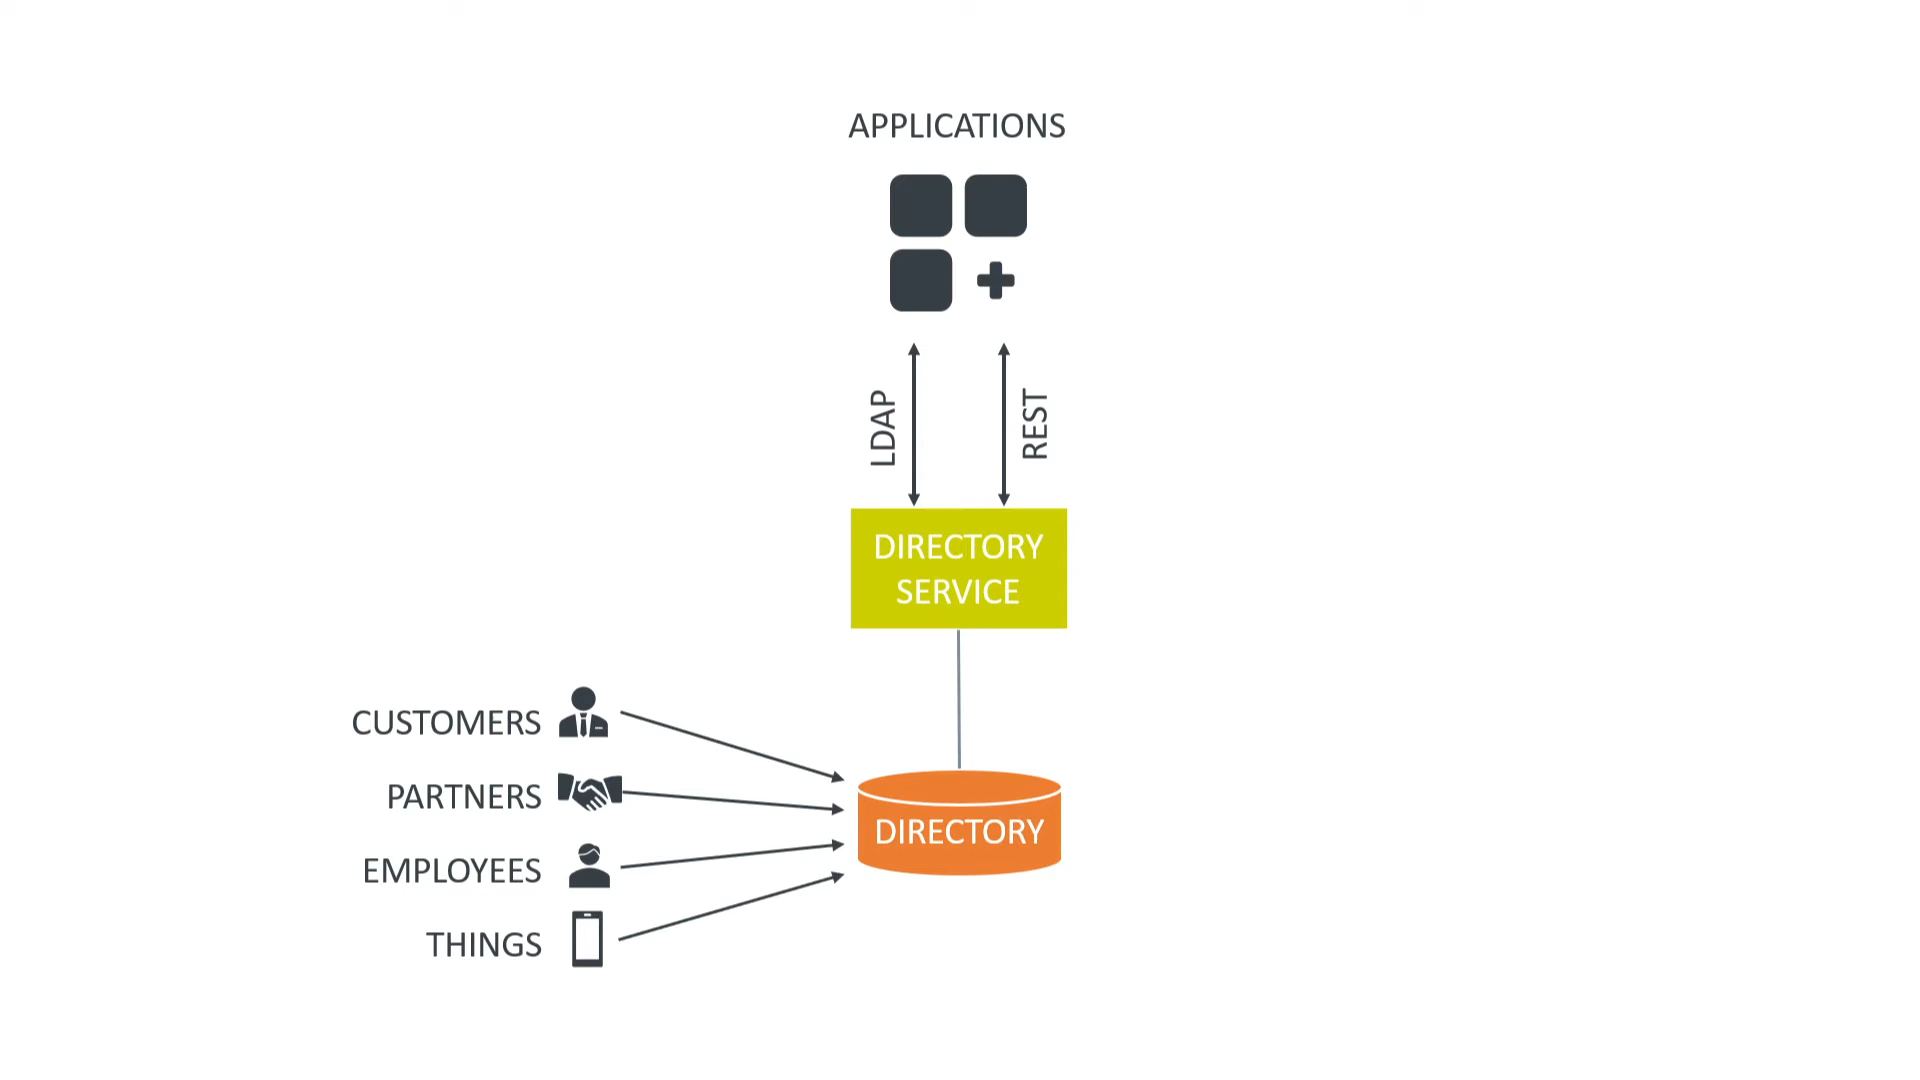 APPLICATIONS
LDAP
REST
DIRECTORY
SERVICE
CUSTOMERS
PARTNERS
EMPLOYEES
THINGS
DIRECTORY